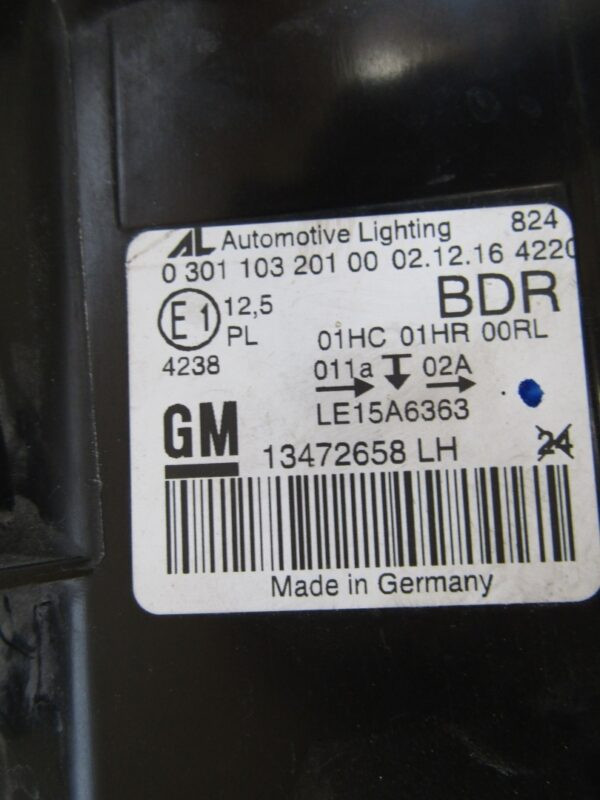 AL Automotive Lighting 824
0 301 103 201 00 02.12.16 4220
BDR
E1 12,5
PL 01HC 01HR 00RL
4238 011a 02A
LE15A6363
GM
13472658 LH 24
Made in Germany